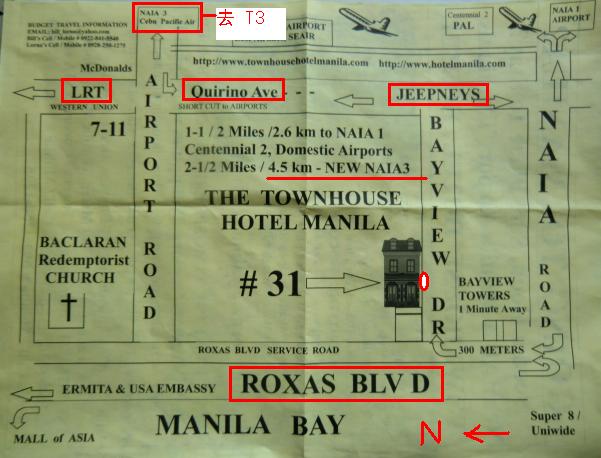 NAIA 3
Cebu Pacific Air
去 T3
BUDGET TRAVEL INFORMATION
AIRPORT
SEAIR
Centennial 2
PAL
NAIA 1
AIRPORT
McDonalds
http://www.townhousehotelmanila.com
http://www.hotelmanila.com
LRT
Quirino Ave
JEEPNEYS
WESTERN UNION
SHORT CUT to AIRPORTS
7-11
AIRPORT ROAD
1-1 / 2 Miles /2.6 km to NAIA 1
Centennial 2, Domestic Airports
2-1/2 Miles / 4.5 km - NEW NAIA3
BAYVIEW DR
NAIA ROAD
THE TOWNHOUSE
HOTEL MANILA
BACLARAN
Redemptorist
CHURCH
# 31
BAYVIEW
TOWERS
1 Minute Away
ROXAS BLVD SERVICE ROAD
300 METERS
ERMITA & USA EMBASSY
ROXAS BLV D
MALL of ASIA
MANILA BAY
N
Super 8 /
Uniwide